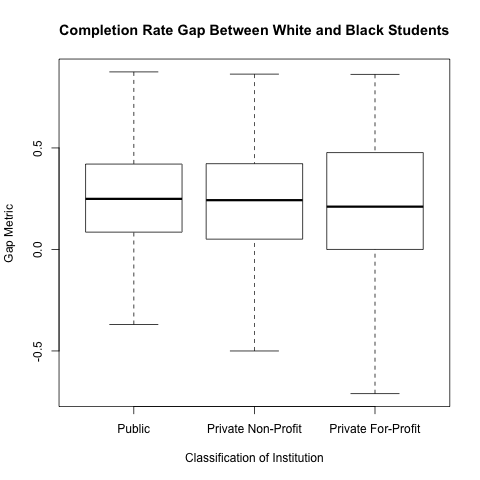 Completion Rate Gap Between White and Black Students
Gap Metric
0.5
0.0
-0.5
Public
Private Non-Profit
Private For-Profit
Classification of Institution